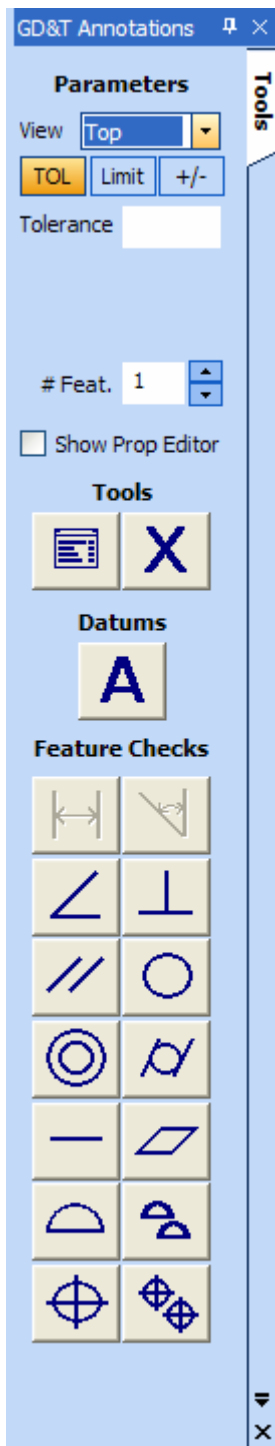 GD&T Annotations
Tools
Parameters
View Top
TOL Limit +/-
Tolerance
# Feat. 1
Show Prop Editor
Tools
X
Datums
A
Feature Checks